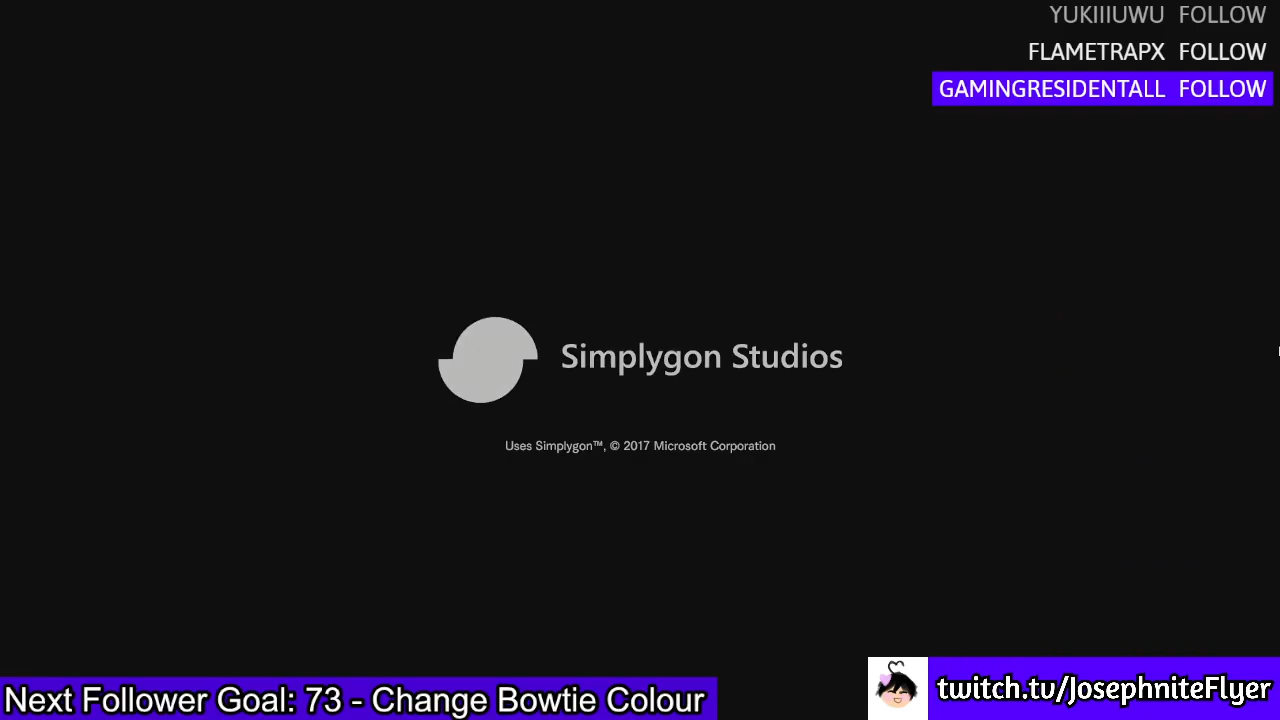 YUKIIIUWU FOLLOW
FLAMETRAPX FOLLOW
GAMINGRESIDENTALL FOLLOW
Simplygon Studios
Uses Simplygon™, © 2017 Microsoft Corporation
Next Follower Goal: 73 - Change Bowtie Colour
twitch.tv/JosephniteFlyer